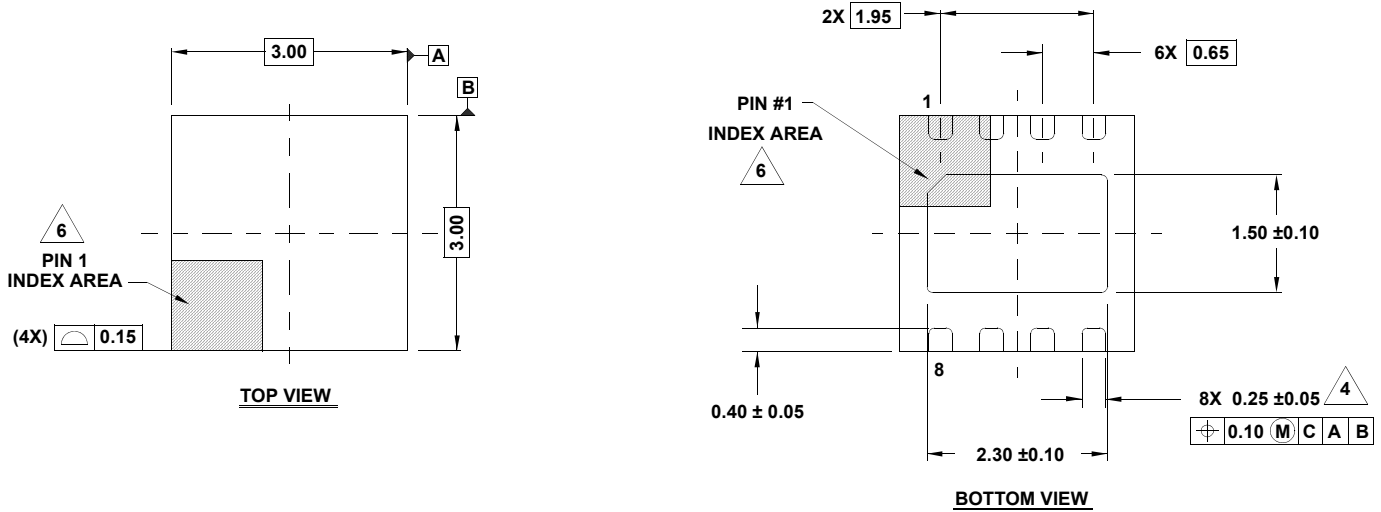 3.00
A
B
3.00
6
PIN 1
INDEX AREA
(4X) 0.15
TOP VIEW
2X 1.95
6X 0.65
PIN #1
INDEX AREA
6
1
1.50 ±0.10
8
0.40 ± 0.05
8X 0.25 ±0.05 4
0.10 M C A B
2.30 ±0.10
BOTTOM VIEW